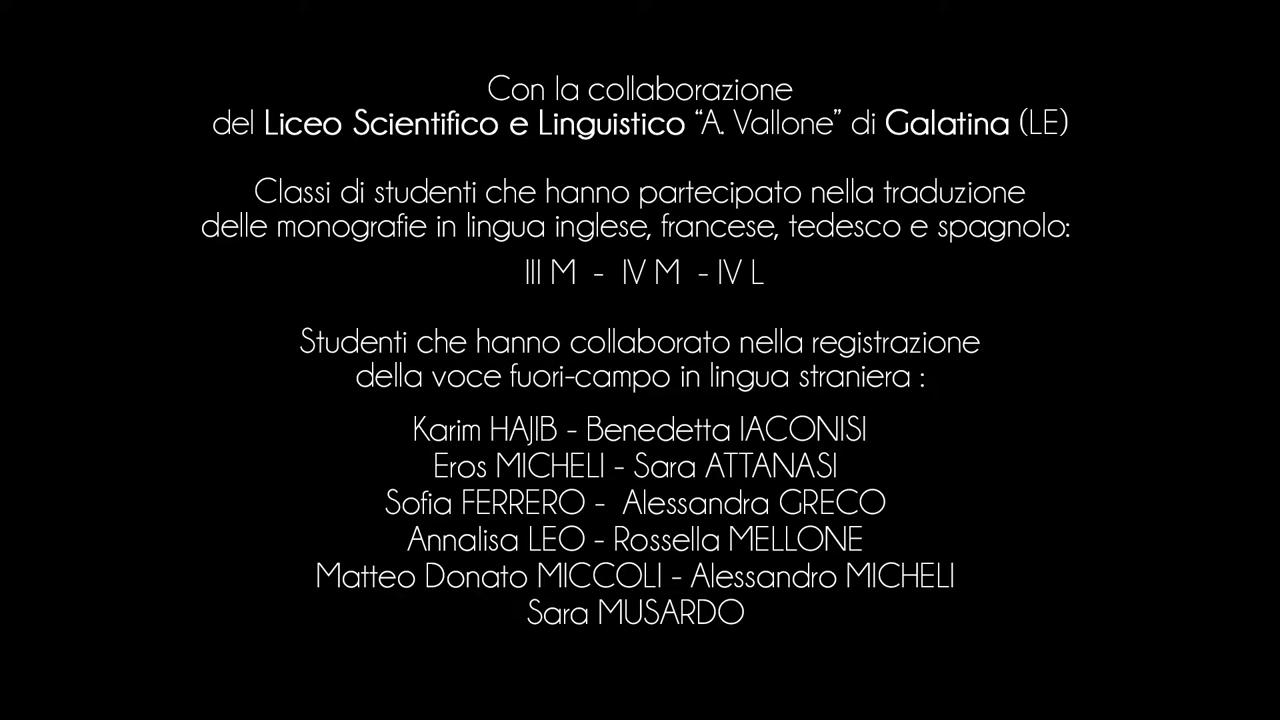 Con la collaborazione
del Liceo Scientifico e Linguistico “A. Vallone” di Galatina (LE)
Classi di studenti che hanno partecipato nella traduzione
delle monografie in lingua inglese, francese, tedesco e spagnolo:
III M - IV M - IV L
Studenti che hanno collaborato nella registrazione
della voce fuori-campo in lingua straniera :
Karim HAJIB - Benedetta IACONISI
Eros MICHELI - Sara ATTANASI
Sofia FERRERO - Alessandra GRECO
Annalisa LEO - Rossella MELLONE
Matteo Donato MICCOLI - Alessandro MICHELI
Sara MUSARDO